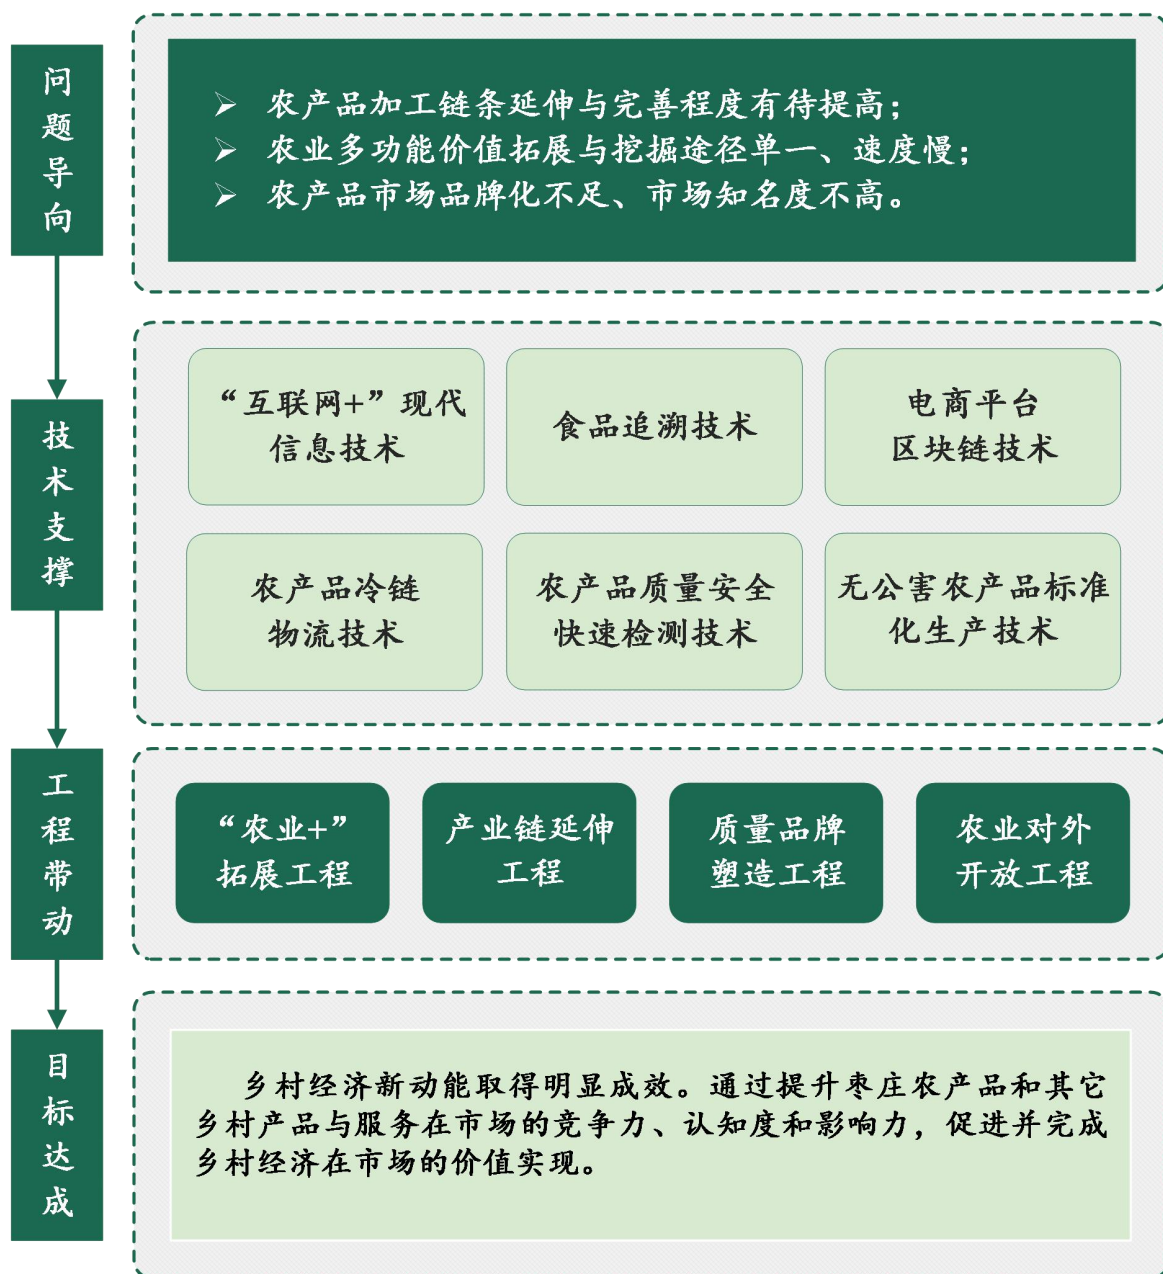 问题导向
农产品加工链条延伸与完善程度有待提高；
农业多功能价值拓展与挖掘途径单一、速度慢；
农产品市场品牌化不足、市场知名度不高。
技术支撑
“互联网+”现代
信息技术
食品追溯技术
电商平台
区块链技术
农产品冷链
物流技术
农产品质量安全
快速检测技术
无公害农产品标准
化生产技术
工程带动
“农业+”
拓展工程
产业链延伸
工程
质量品牌
塑造工程
农业对外
开放工程
目标达成
乡村经济新动能取得明显成效。通过提升枣庄农产品和其它
乡村产品与服务在市场的竞争力、认知度和影响力，促进并完成
乡村经济在市场的价值实现。